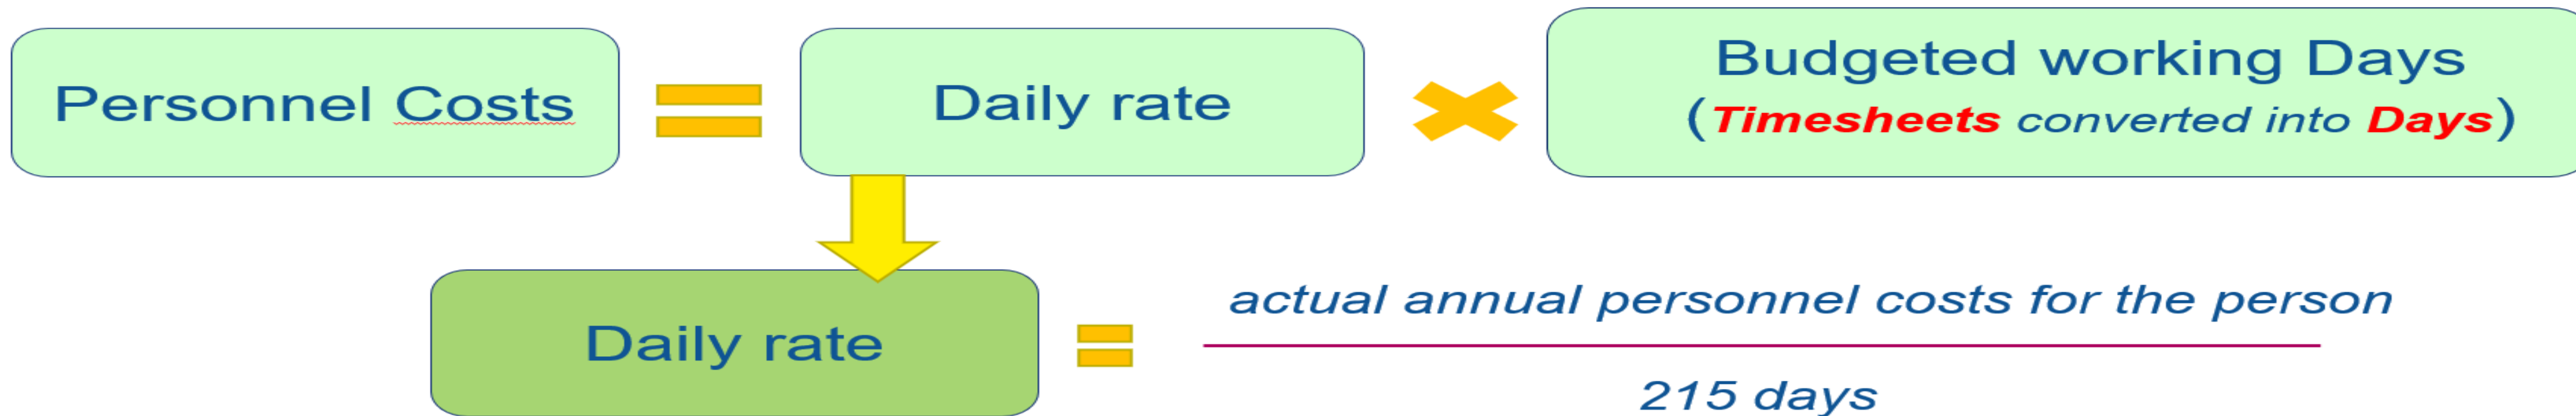 Personnel Costs
Daily rate
Budgeted working Days
(Timesheets converted into Days)
Daily rate
actual annual personnel costs for the person
215 days